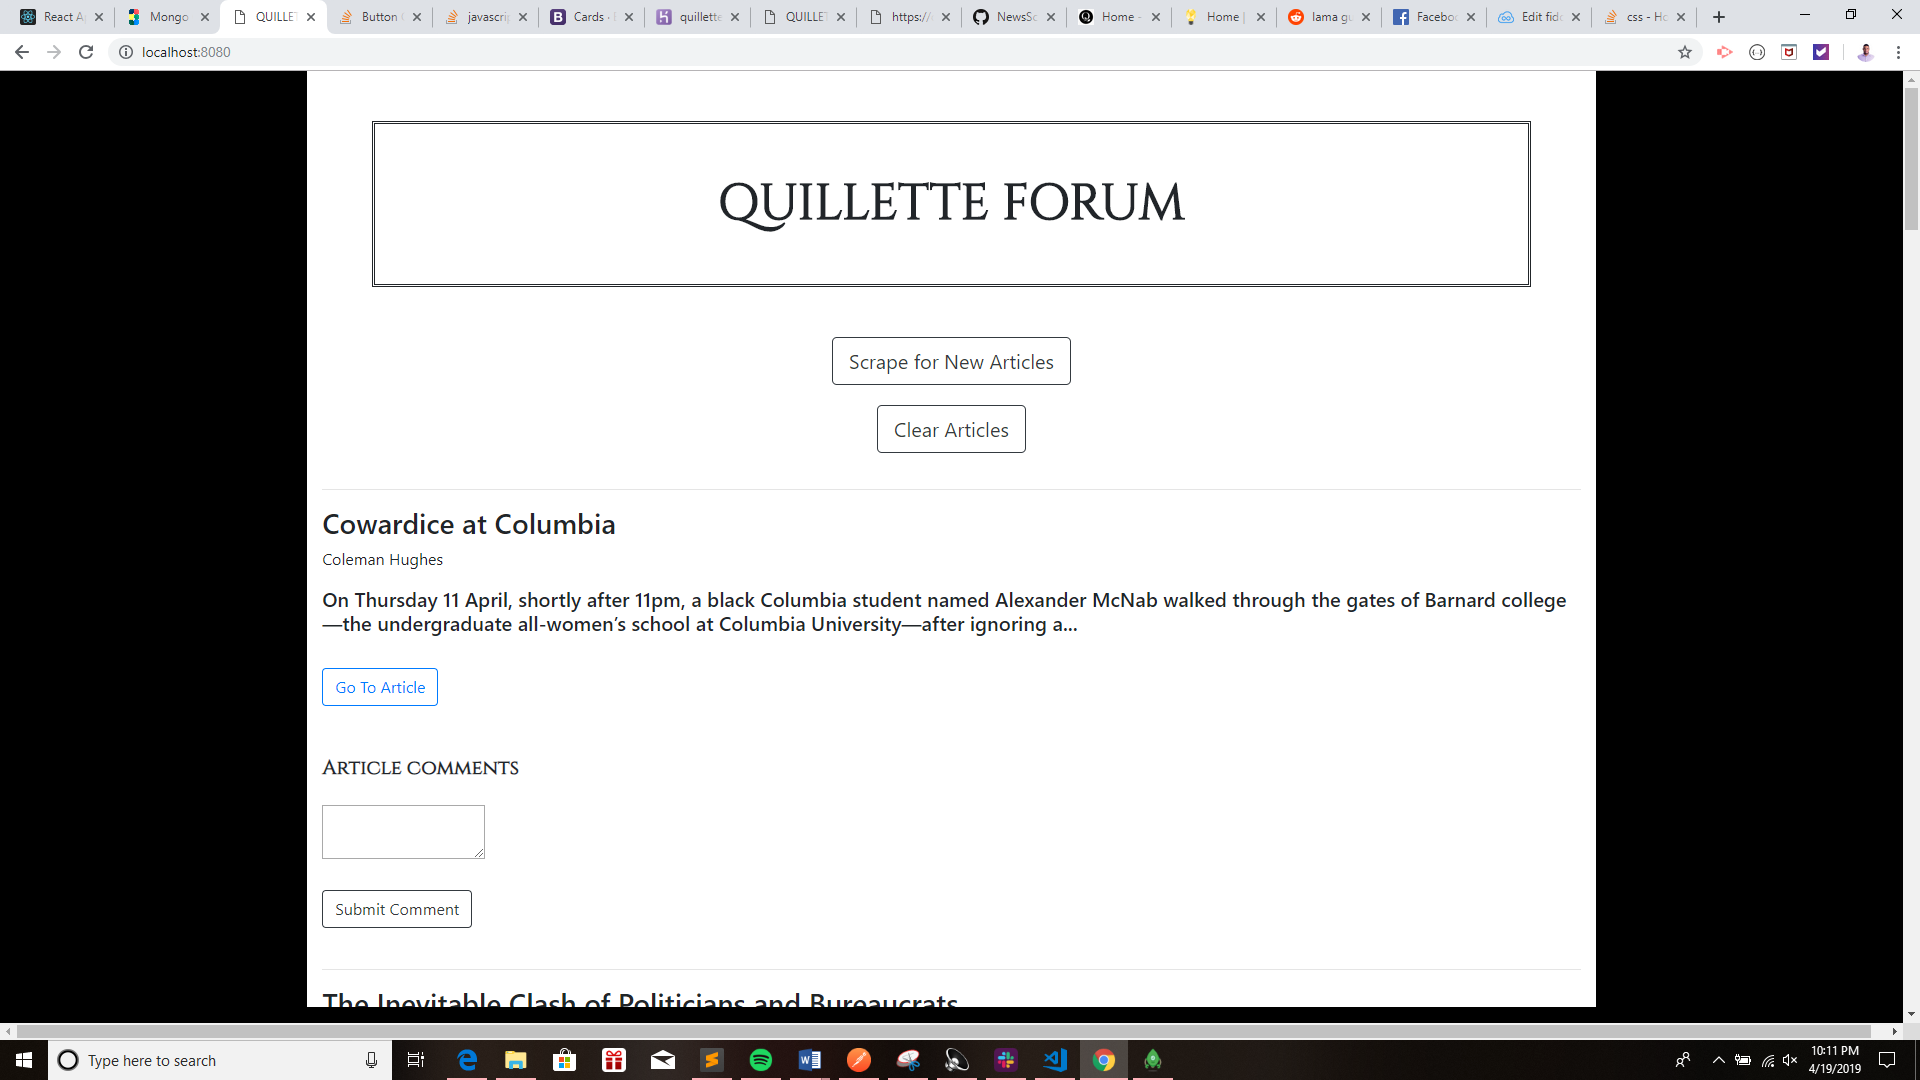 React A
Mongo
QUILLET
Button
javascrip
Cards ·
quillette
QUILLET
https://
NewsSc
Home -
Home |
lama gu
Faceboo
Edit fid
css - Ho
localhost:8080
QUILLETTE FORUM
Scrape for New Articles
Clear Articles
Cowardice at Columbia
Coleman Hughes
On Thursday 11 April, shortly after 11pm, a black Columbia student named Alexander McNab walked through the gates of Barnard college
—the undergraduate all-women’s school at Columbia University—after ignoring a...
Go To Article
Article comments
Submit Comment
The Inevitable Clash of Politicians and Bureaucrats
Type here to search
10:11 PM
4/19/2019